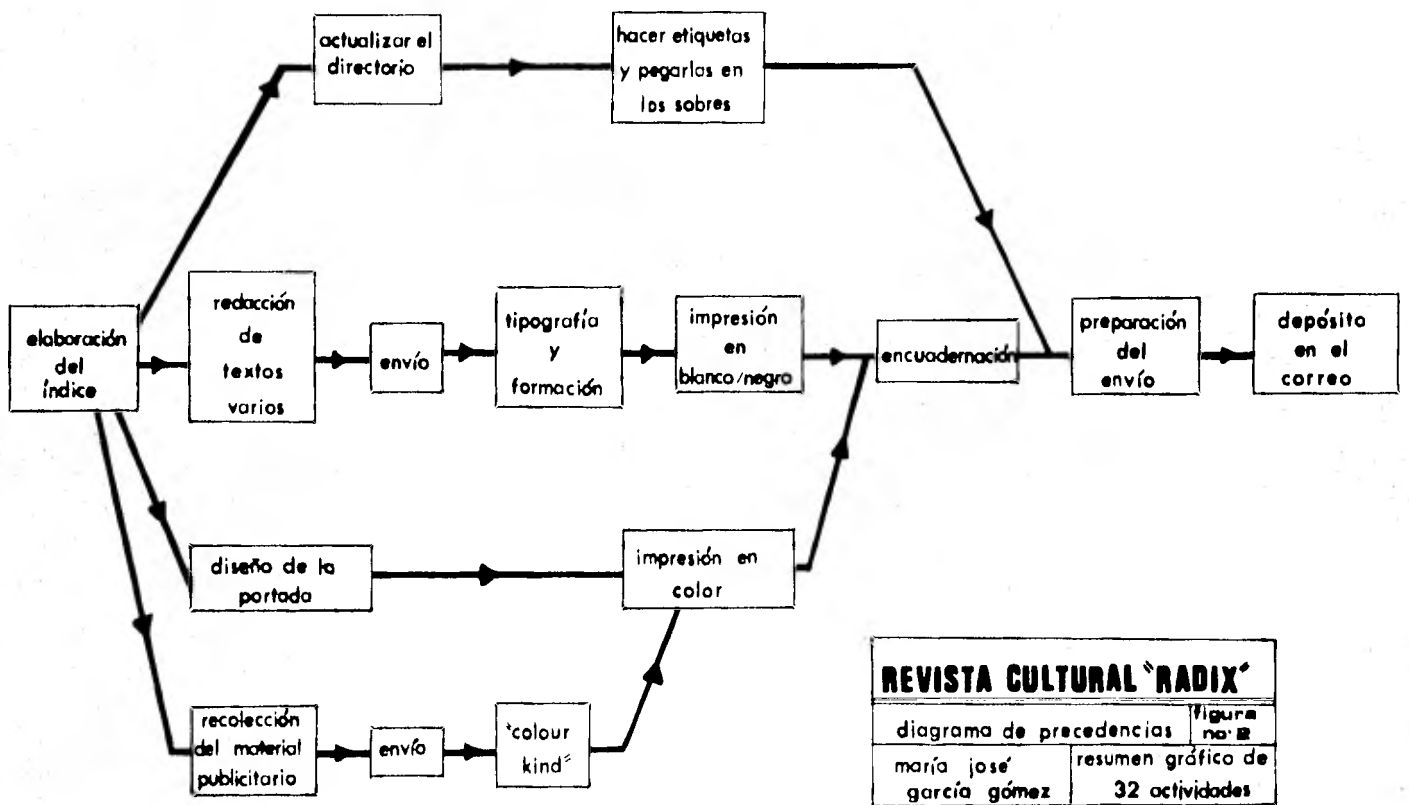 actualizar el
directorio
hacer etiquetas
y pegarlas en
los sobres
elaboración
del
índice
redacción
de
textos
varios
envío
tipografía
y
formación
impresión
en
blanco/negro
encuadernación
preparación
del
envío
depósito
en el
correo
diseño de la
portada
impresión en
color
recolección
del material
publicitario
envío
"colour
kind"
REVISTA CULTURAL "RADIX"
diagrama de precedencias
figura
no. 2
maría josé
garcía gómez
resumen gráfico de
32 actividades